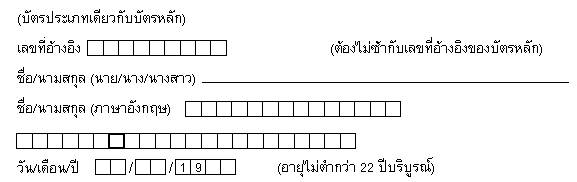 (บัตรประเภทเดียวกับบัตรหลัก)
เลขที่อ้างอิง (ต้องไม่ซ้ำกับเลขที่อ้างอิงของบัตรหลัก)
ชื่อ/นามสกุล (นาย/นาง/นางสาว)
ชื่อ/นามสกุล (ภาษาอังกฤษ)
วัน/เดือน/ปี / / 19 (อายุไม่ต่ำกว่า 22 ปีบริบูรณ์)